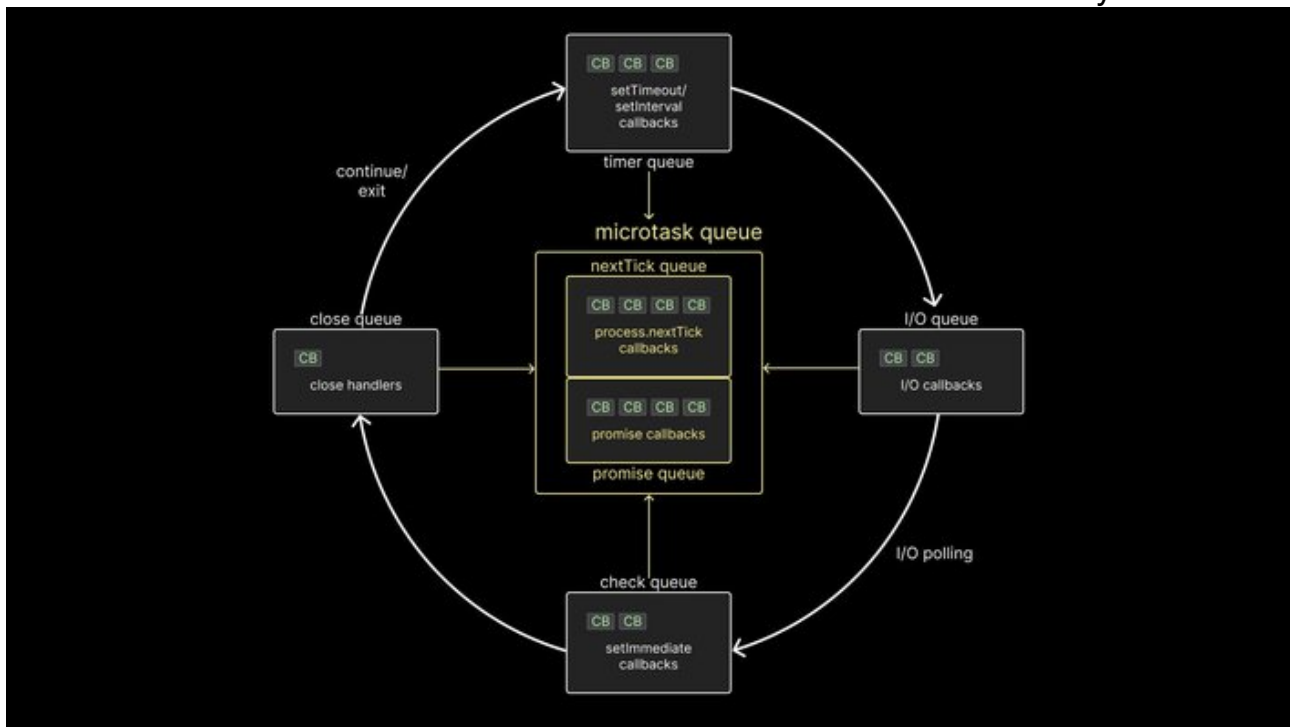 CB CB CB
setTimeout/
setInterval
callbacks
timer queue
continue/
exit
microtask queue
nextTick queue
CB CB CB CB
process.nextTick
callbacks
CB CB CB CB
promise callbacks
promise queue
close queue
CB
close handlers
I/O queue
CB CB
I/O callbacks
I/O polling
check queue
CB CB
setImmediate
callbacks